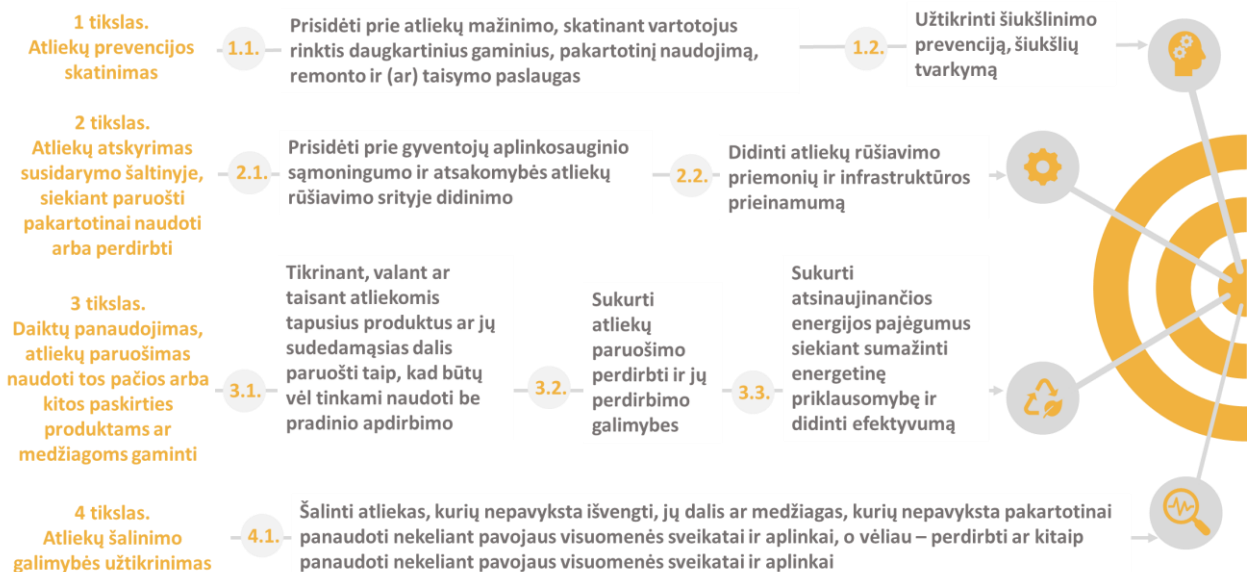 1 tikslas.
Atliekų prevencijos
skatinimas
1.1.
Prisidėti prie atliekų mažinimo, skatinant vartotojus
rinktis daugkartinius gaminius, pakartotinį naudojimą,
remonto ir (ar) taisymo paslaugas
1.2.
Užtikrinti šiukšlinimo
prevenciją, šiukšlių
tvarkymą
2 tikslas.
Atliekų atskyrimas
susidarymo šaltinyje,
siekiant paruošti
pakartotinai naudoti
arba perdirbti
2.1.
Prisidėti prie gyventojų aplinkosauginio
sąmoningumo ir atsakomybės atliekų
rūšiavimo srityje didinimo
2.2.
Didinti atliekų rūšiavimo
priemonių ir infrastruktūros
prieinamumą
3 tikslas.
Daiktų panaudojimas,
atliekų paruošimas
naudoti tos pačios arba
kitos paskirties
produktams ar
medžiagoms gaminti
3.1.
Tikrinant, valant ar
taisant atliekomis
tapusius produktus ar jų
sudedamąsias dalis
paruošti taip, kad būtų
vėl tinkami naudoti be
pradinio apdirbimo
3.2.
Sukurti
atliekų
paruošimo
perdirbti ir jų
perdirbimo
galimybes
3.3.
Sukurti
atsinaujinančios
energijos pajėgumus
siekiant sumažinti
energetinę
priklausomybę ir
didinti efektyvumą
4 tikslas.
Atliekų šalinimo
galimybės užtikrinimas
4.1.
Šalinti atliekas, kurių nepavyksta išvengti, jų dalis ar medžiagas, kurių nepavyksta pakartotinai
panaudoti nekeliant pavojaus visuomenės sveikatai ir aplinkai, o vėliau – perdirbti ar kitaip
panaudoti nekeliant pavojaus visuomenės sveikatai ir aplinkai